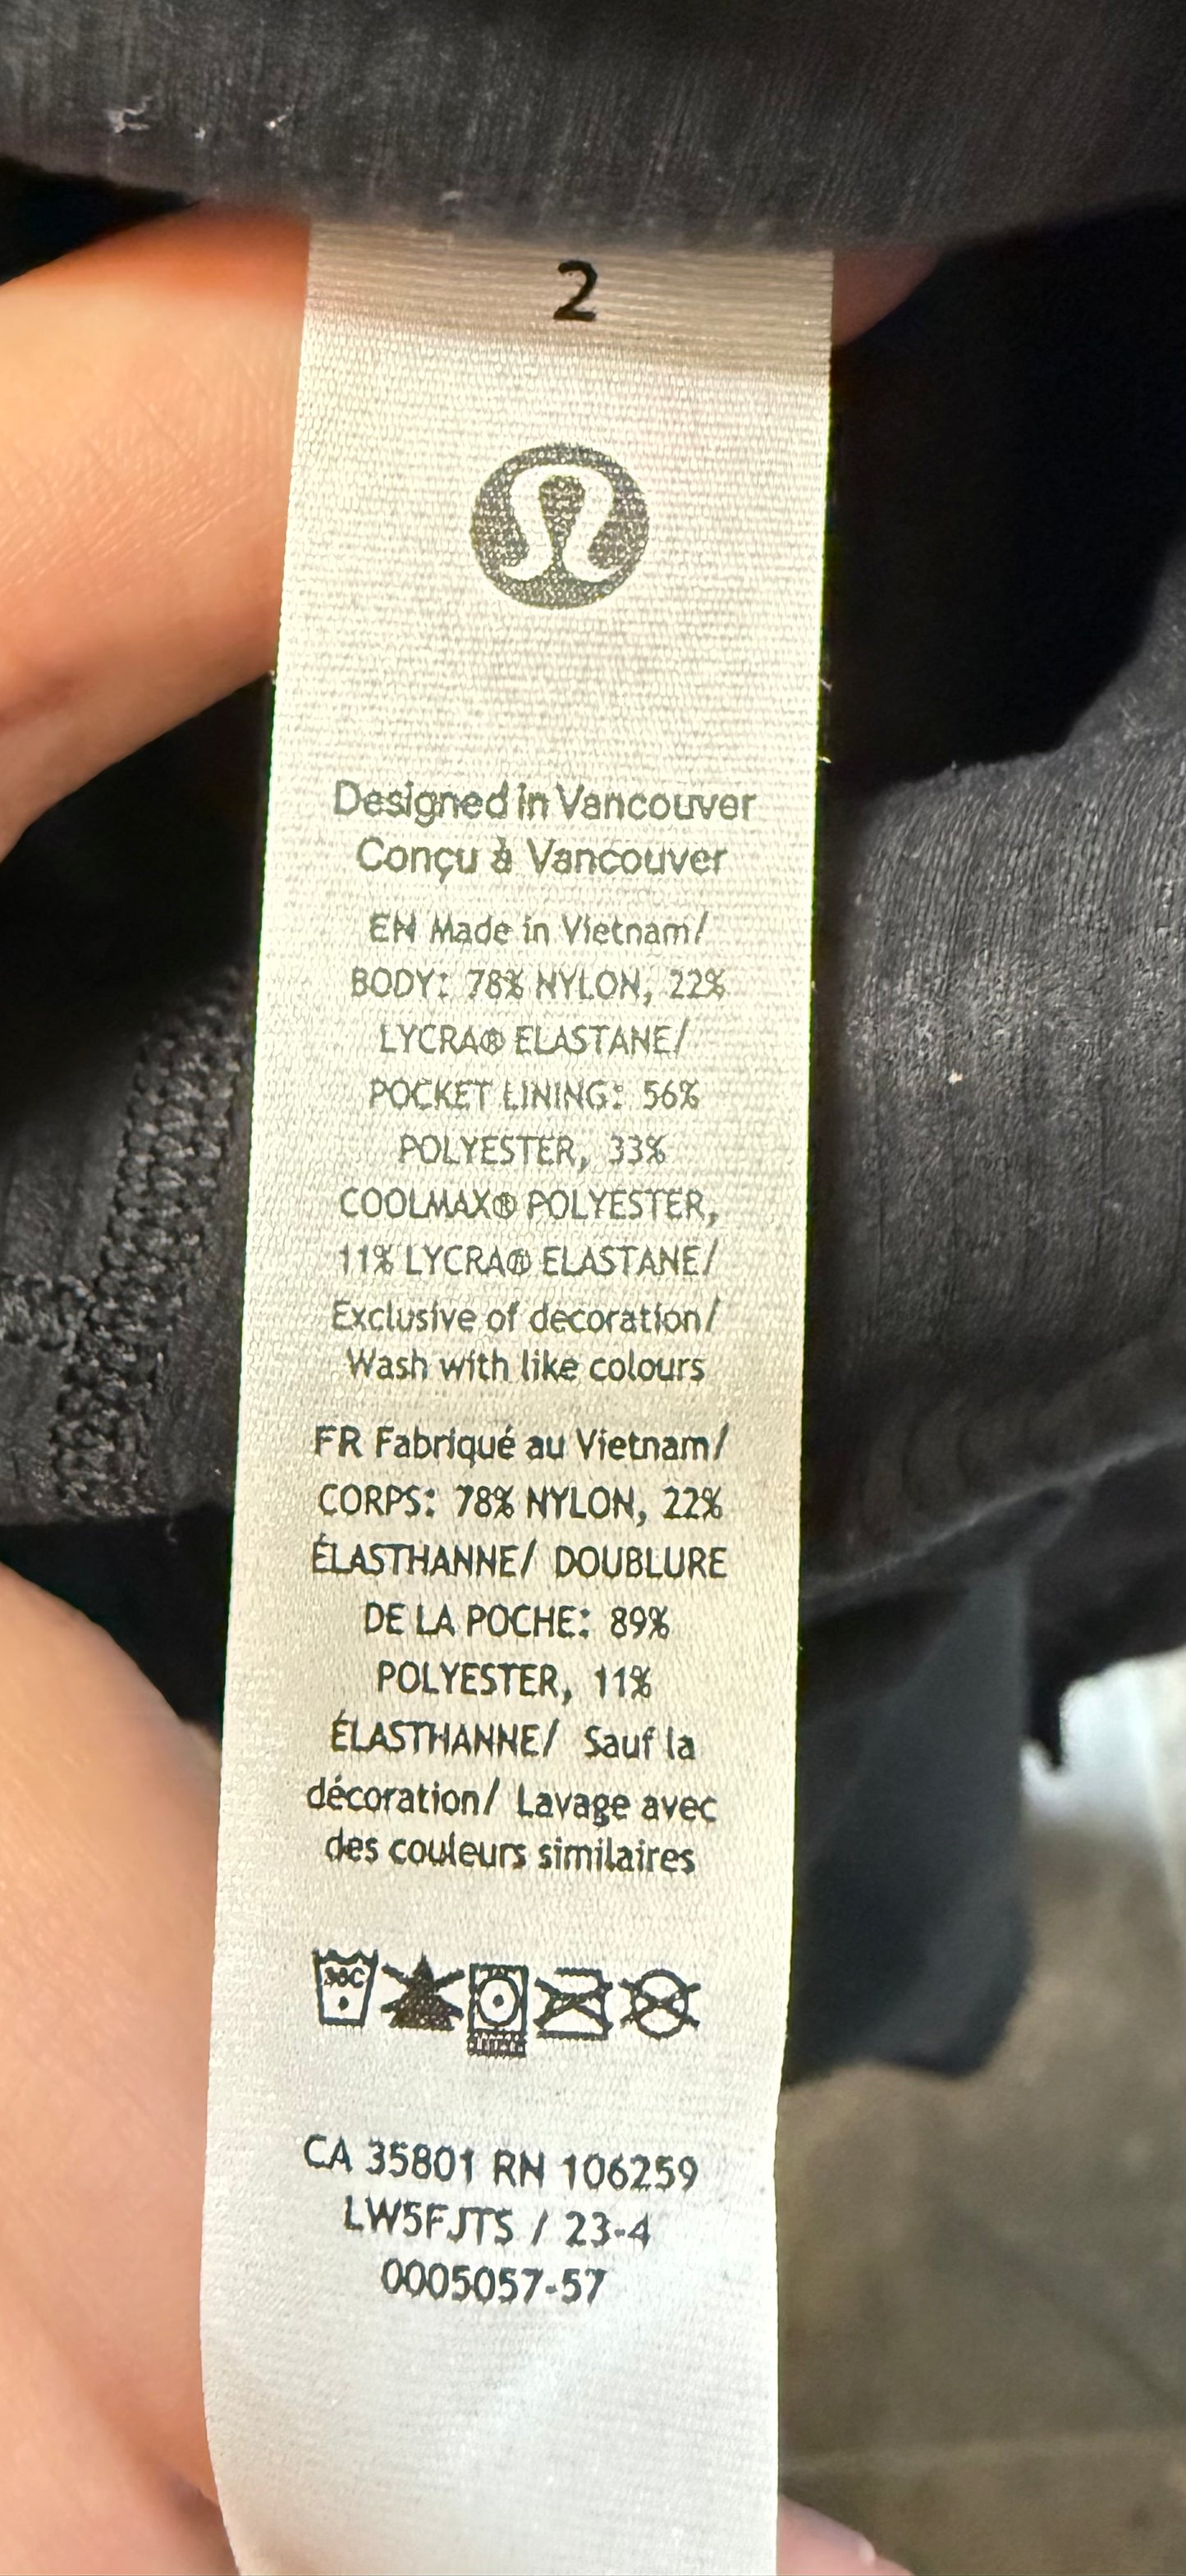 2
Designed in Vancouver
Conçu à Vancouver
EN Made in Vietnam/
BODY: 78% NYLON, 22%
LYCRA® ELASTANE/
POCKET LINING: 56%
POLYESTER, 33%
COOLMAX® POLYESTER,
11% LYCRA® ELASTANE/
Exclusive of decoration/
Wash with like colours
FR Fabriqué au Vietnam/
CORPS: 78% NYLON, 22%
ÉLASTHANNE/ DOUBLURE
DE LA POCHE: 89%
POLYESTER, 11%
ÉLASTHANNE/ Sauf la
décoration/ Lavage avec
des couleurs similaires
30C
CA 35801 RN 106259
LW5FJTS / 23-4
0005057-57